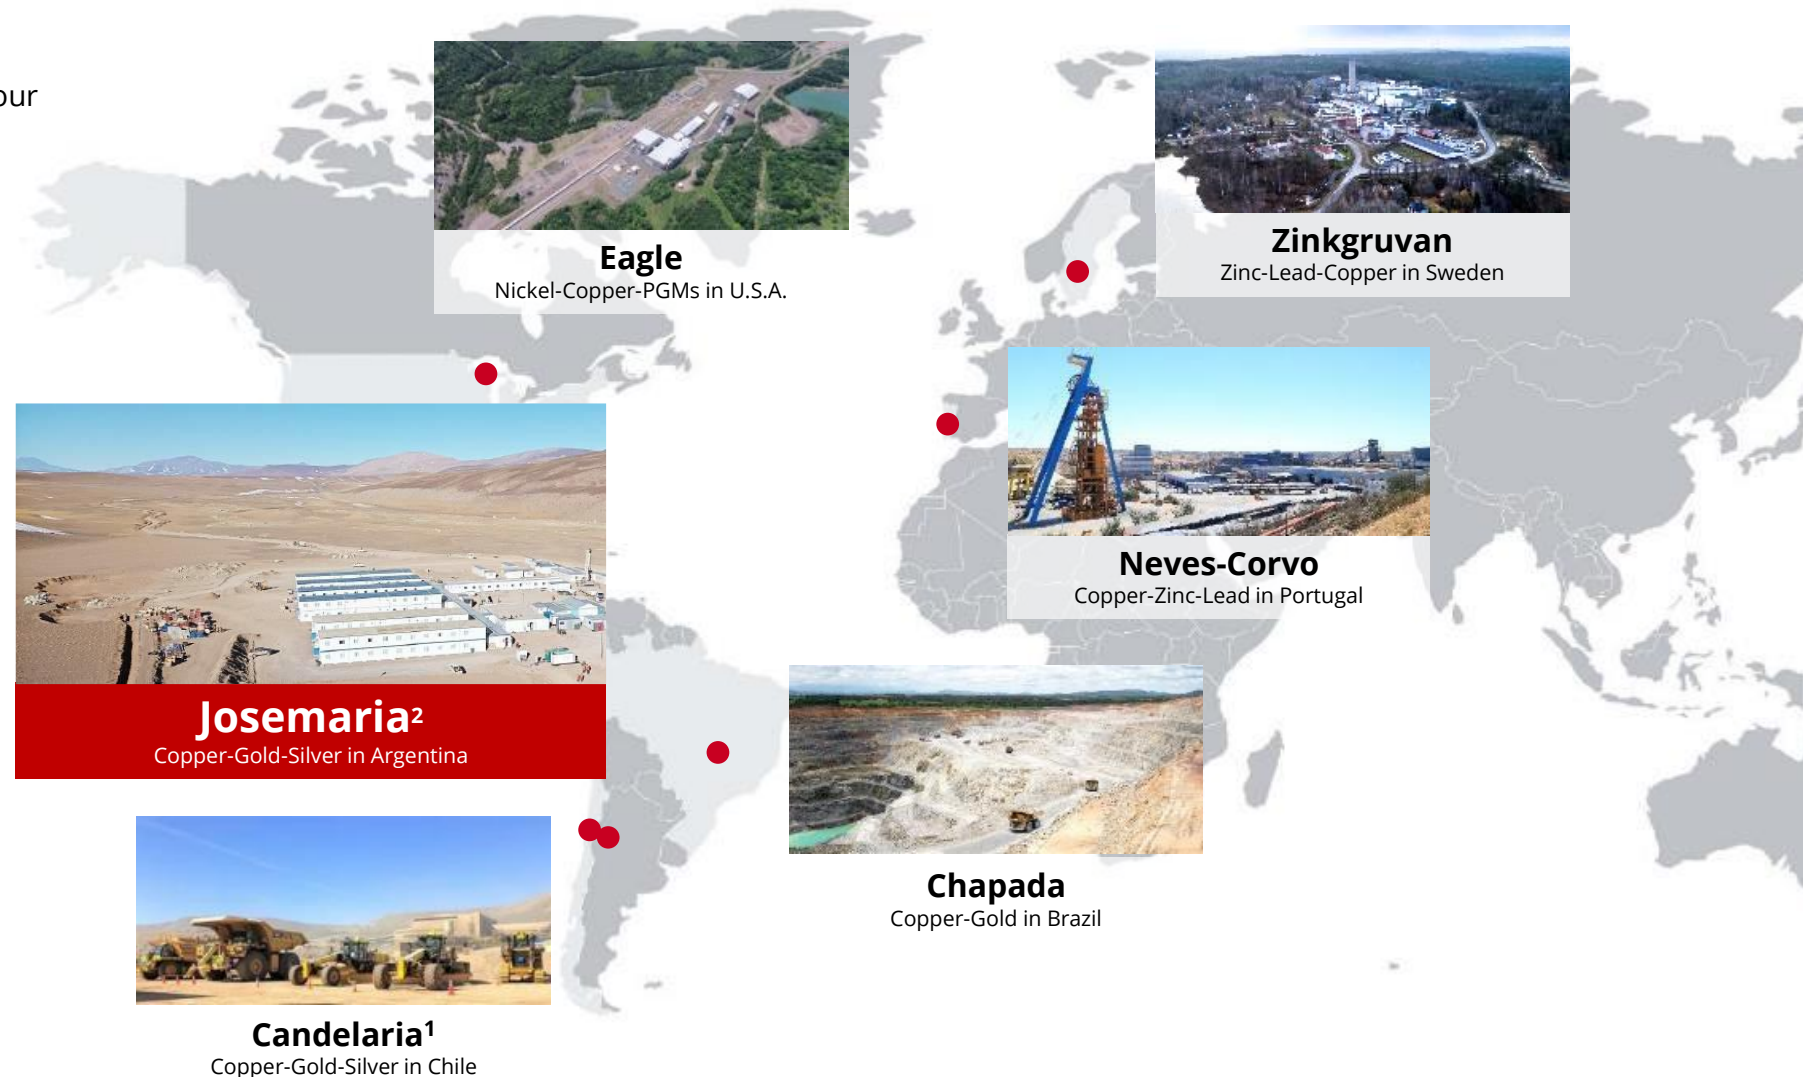 our
Eagle
Nickel-Copper-PGMs in U.S.A.
Zinkgruvan
Zinc-Lead-Copper in Sweden
Neves-Corvo
Copper-Zinc-Lead in Portugal
Josemaria²
Copper-Gold-Silver in Argentina
Chapada
Copper-Gold in Brazil
Candelaria¹
Copper-Gold-Silver in Chile